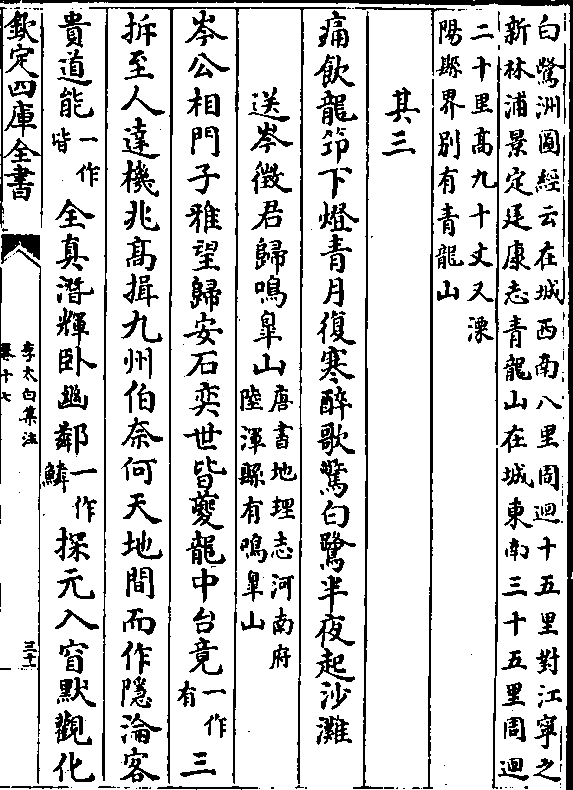 白鷺洲圖經云在城西南八里周迴十五里對江寧之
新林浦景定建康志青龍山在城東南三十五里周迴
二十里高九十丈又溧
陽縣界別有青龍山
其三
痛飲龍筇下燈青月復寒醉歌驚白鷺半夜起沙灘
送岑徵君歸鳴臯山
唐書地理志河南府
陸渾縣有鳴臯山
岑公相門子雅望歸安石奕世皆夔龍中台竟
一作
有
三
拆至人達機兆高揖九州伯奈何天地間而作隱淪客
貴道能
一作
皆
全真潛輝卧幽鄰
一作
鱗
探元入窅默觀化
欽定四庫全書
李太白集注
卷十七
三十